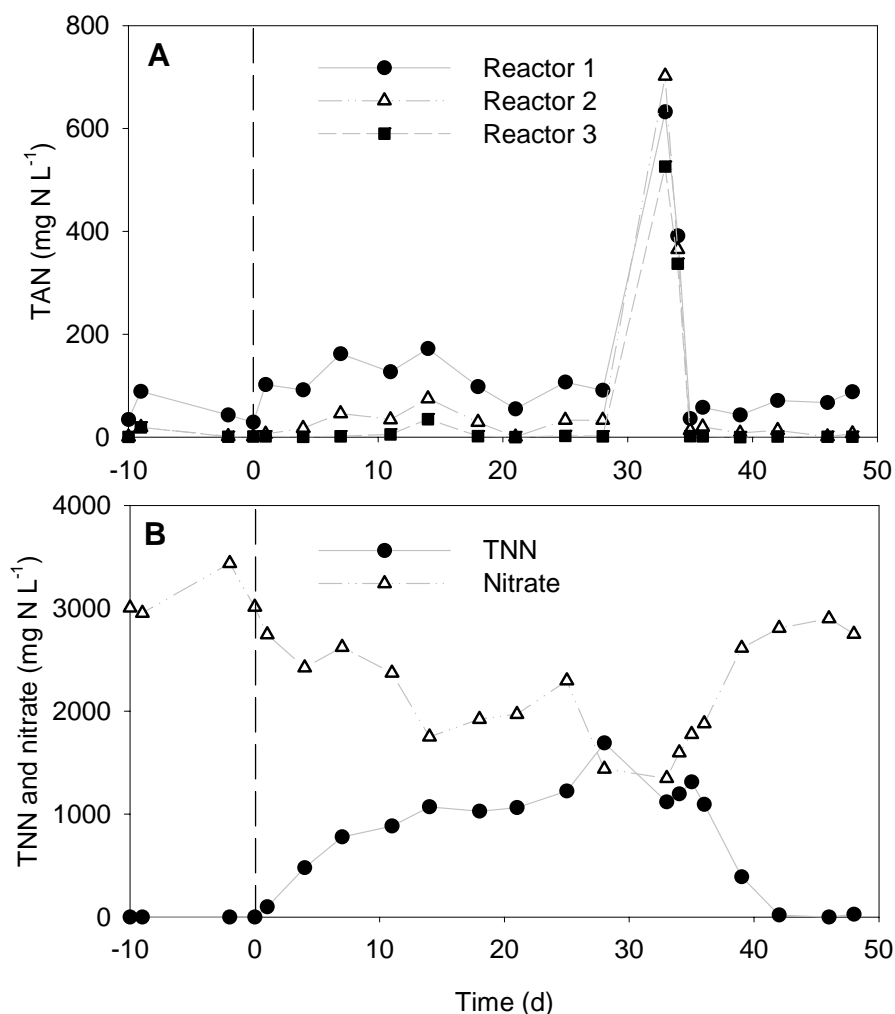 A
Reactor 1
Reactor 2
Reactor 3
TAN (mg N L⁻¹)
800
600
400
200
0
-10 0 10 20 30 40 50
B
TNN
Nitrate
TNN and nitrate (mg N L⁻¹)
4000
3000
2000
1000
0
-10 0 10 20 30 40 50
Time (d)